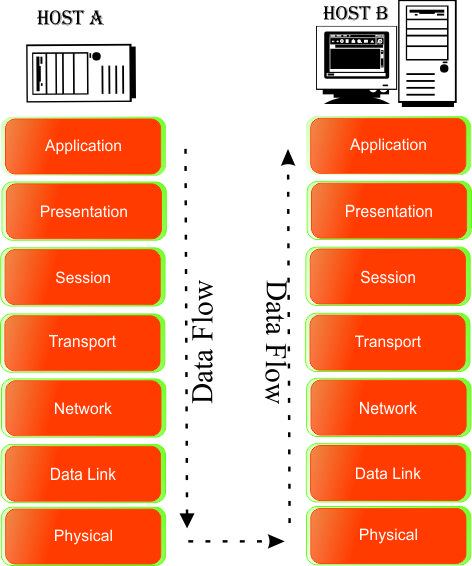 HOST A
HOST B
Application
Presentation
Session
Transport
Network
Data Link
Physical
Data Flow
Data Flow
Application
Presentation
Session
Transport
Network
Data Link
Physical